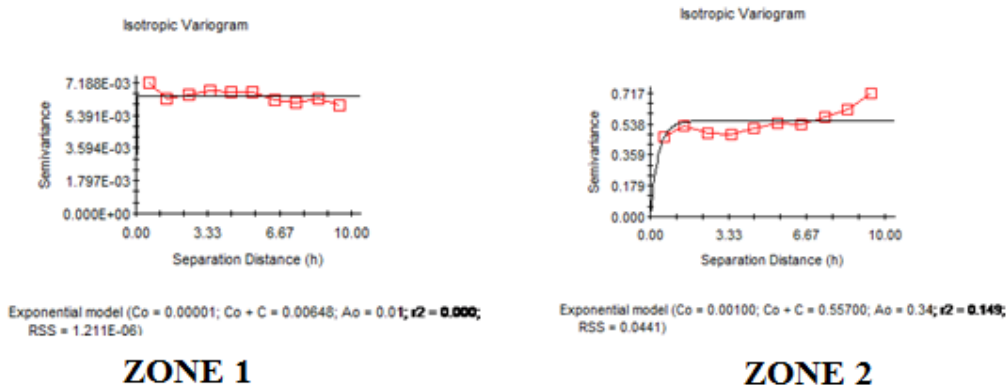 Isotropic Variogram
7.188E-03
5.391E-03
3.594E-03
1.797E-03
0.000E+00
Semivariance
0.00 3.33 6.67 10.00
Separation Distance (h)
Exponential model (Co = 0.00001; Co + C = 0.00648; Ao = 0.01; r2 = 0.000;
RSS = 1.211E-06)
ZONE 1
Isotropic Variogram
0.717
0.538
0.359
0.179
0.000
Semivariance
0.00 3.33 6.67 10.00
Separation Distance (h)
Exponential model (Co = 0.00100; Co + C = 0.55700; Ao = 0.34; r2 = 0.149;
RSS = 0.0441)
ZONE 2